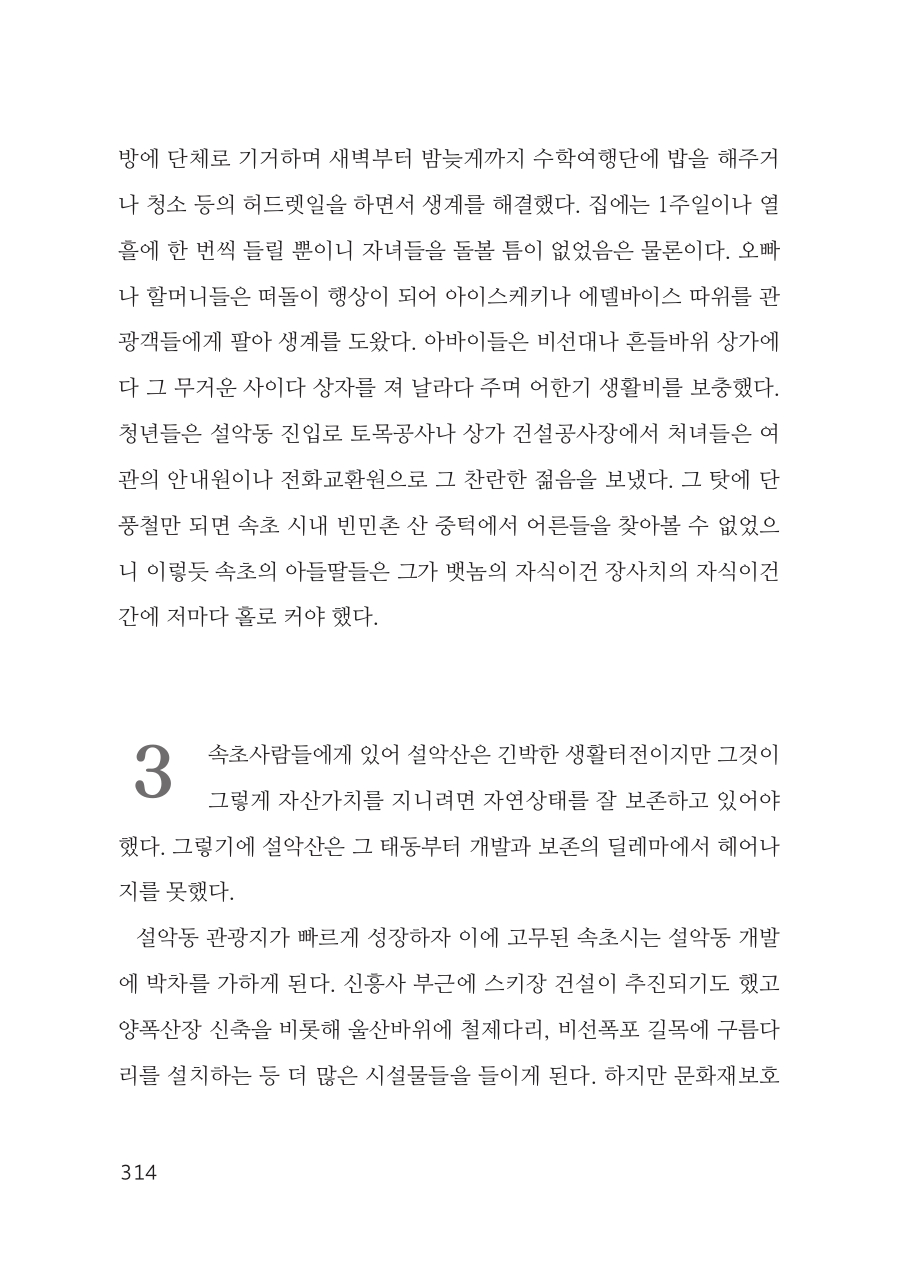 방에 단체로 기거하며 새벽부터 밤늦게까지 수학여행단에 밥을 해주거
나 청소 등의 허드렛일을 하면서 생계를 해결했다. 집에는 1주일이나 열
흘에 한 번씩 들릴 뿐이니 자녀들을 돌볼 틈이 없었음은 물론이다. 오빠
나 할머니들은 떠돌이 행상이 되어 아이스케키나 에델바이스 따위를 관
광객들에게 팔아 생계를 도왔다. 아바이들은 비선대나 흔들바위 상가에
다 그 무거운 사이다 상자를 져 날라다 주며 어한기 생활비를 보충했다.
청년들은 설악동 진입로 토목공사나 상가 건설공사장에서 처녀들은 여
관의 안내원이나 전화교환원으로 그 찬란한 젊음을 보냈다. 그 탓에 단
풍철만 되면 속초 시내 빈민촌 산 중턱에서 어른들을 찾아볼 수 없었으
니 이렇듯 속초의 아들딸들은 그가 뱃놈의 자식이건 장사치의 자식이건
간에 저마다 홀로 커야 했다.
3 속초사람들에게 있어 설악산은 긴박한 생활터전이지만 그것이
그렇게 자산가치를 지니려면 자연상태를 잘 보존하고 있어야
했다. 그렇기에 설악산은 그 태동부터 개발과 보존의 딜레마에서 헤어나
지를 못했다.
설악동 관광지가 빠르게 성장하자 이에 고무된 속초시는 설악동 개발
에 박차를 가하게 된다. 신흥사 부근에 스키장 건설이 추진되기도 했고
양폭산장 신축을 비롯해 울산바위에 철제다리, 비선폭포 길목에 구름다
리를 설치하는 등 더 많은 시설물들을 들이게 된다. 하지만 문화재보호
314